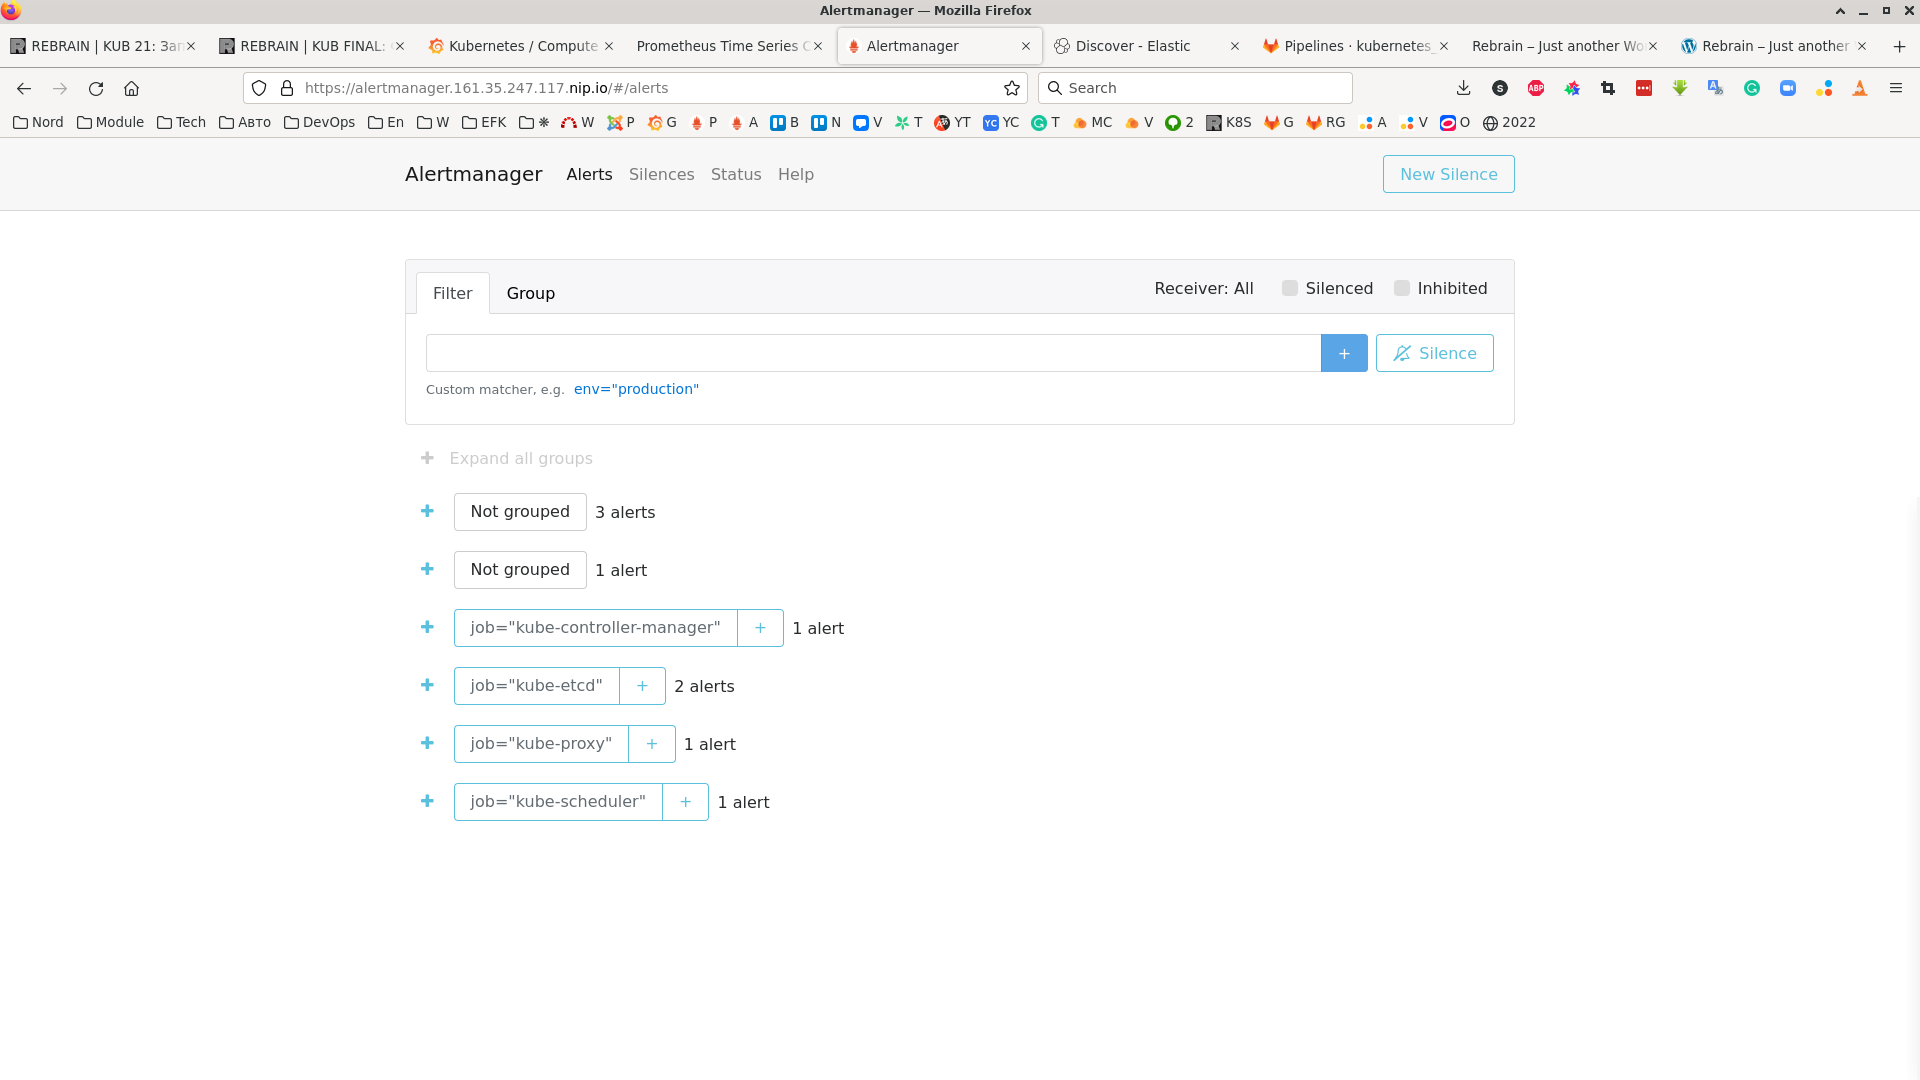 Alertmanager — Mozilla Firefox
REBRAIN | KUB 21: Зап
REBRAIN | KUB FINAL:
Kubernetes / Compute
Prometheus Time Series C
Alertmanager
Discover - Elastic
Pipelines · kubernetes_
Rebrain – Just another Wo
Rebrain – Just another
https://alertmanager.161.35.247.117.nip.io/#/alerts
Search
Nord Module Tech Авто DevOps En W EFK W P G P A B N V T YT YC T MC V 2 K8S G RG A V O 2022
Alertmanager Alerts Silences Status Help New Silence
Filter Group Receiver: All Silenced Inhibited
+ Silence
Custom matcher, e.g. env="production"
+ Expand all groups
+ Not grouped 3 alerts
+ Not grouped 1 alert
+ job="kube-controller-manager" + 1 alert
+ job="kube-etcd" + 2 alerts
+ job="kube-proxy" + 1 alert
+ job="kube-scheduler" + 1 alert